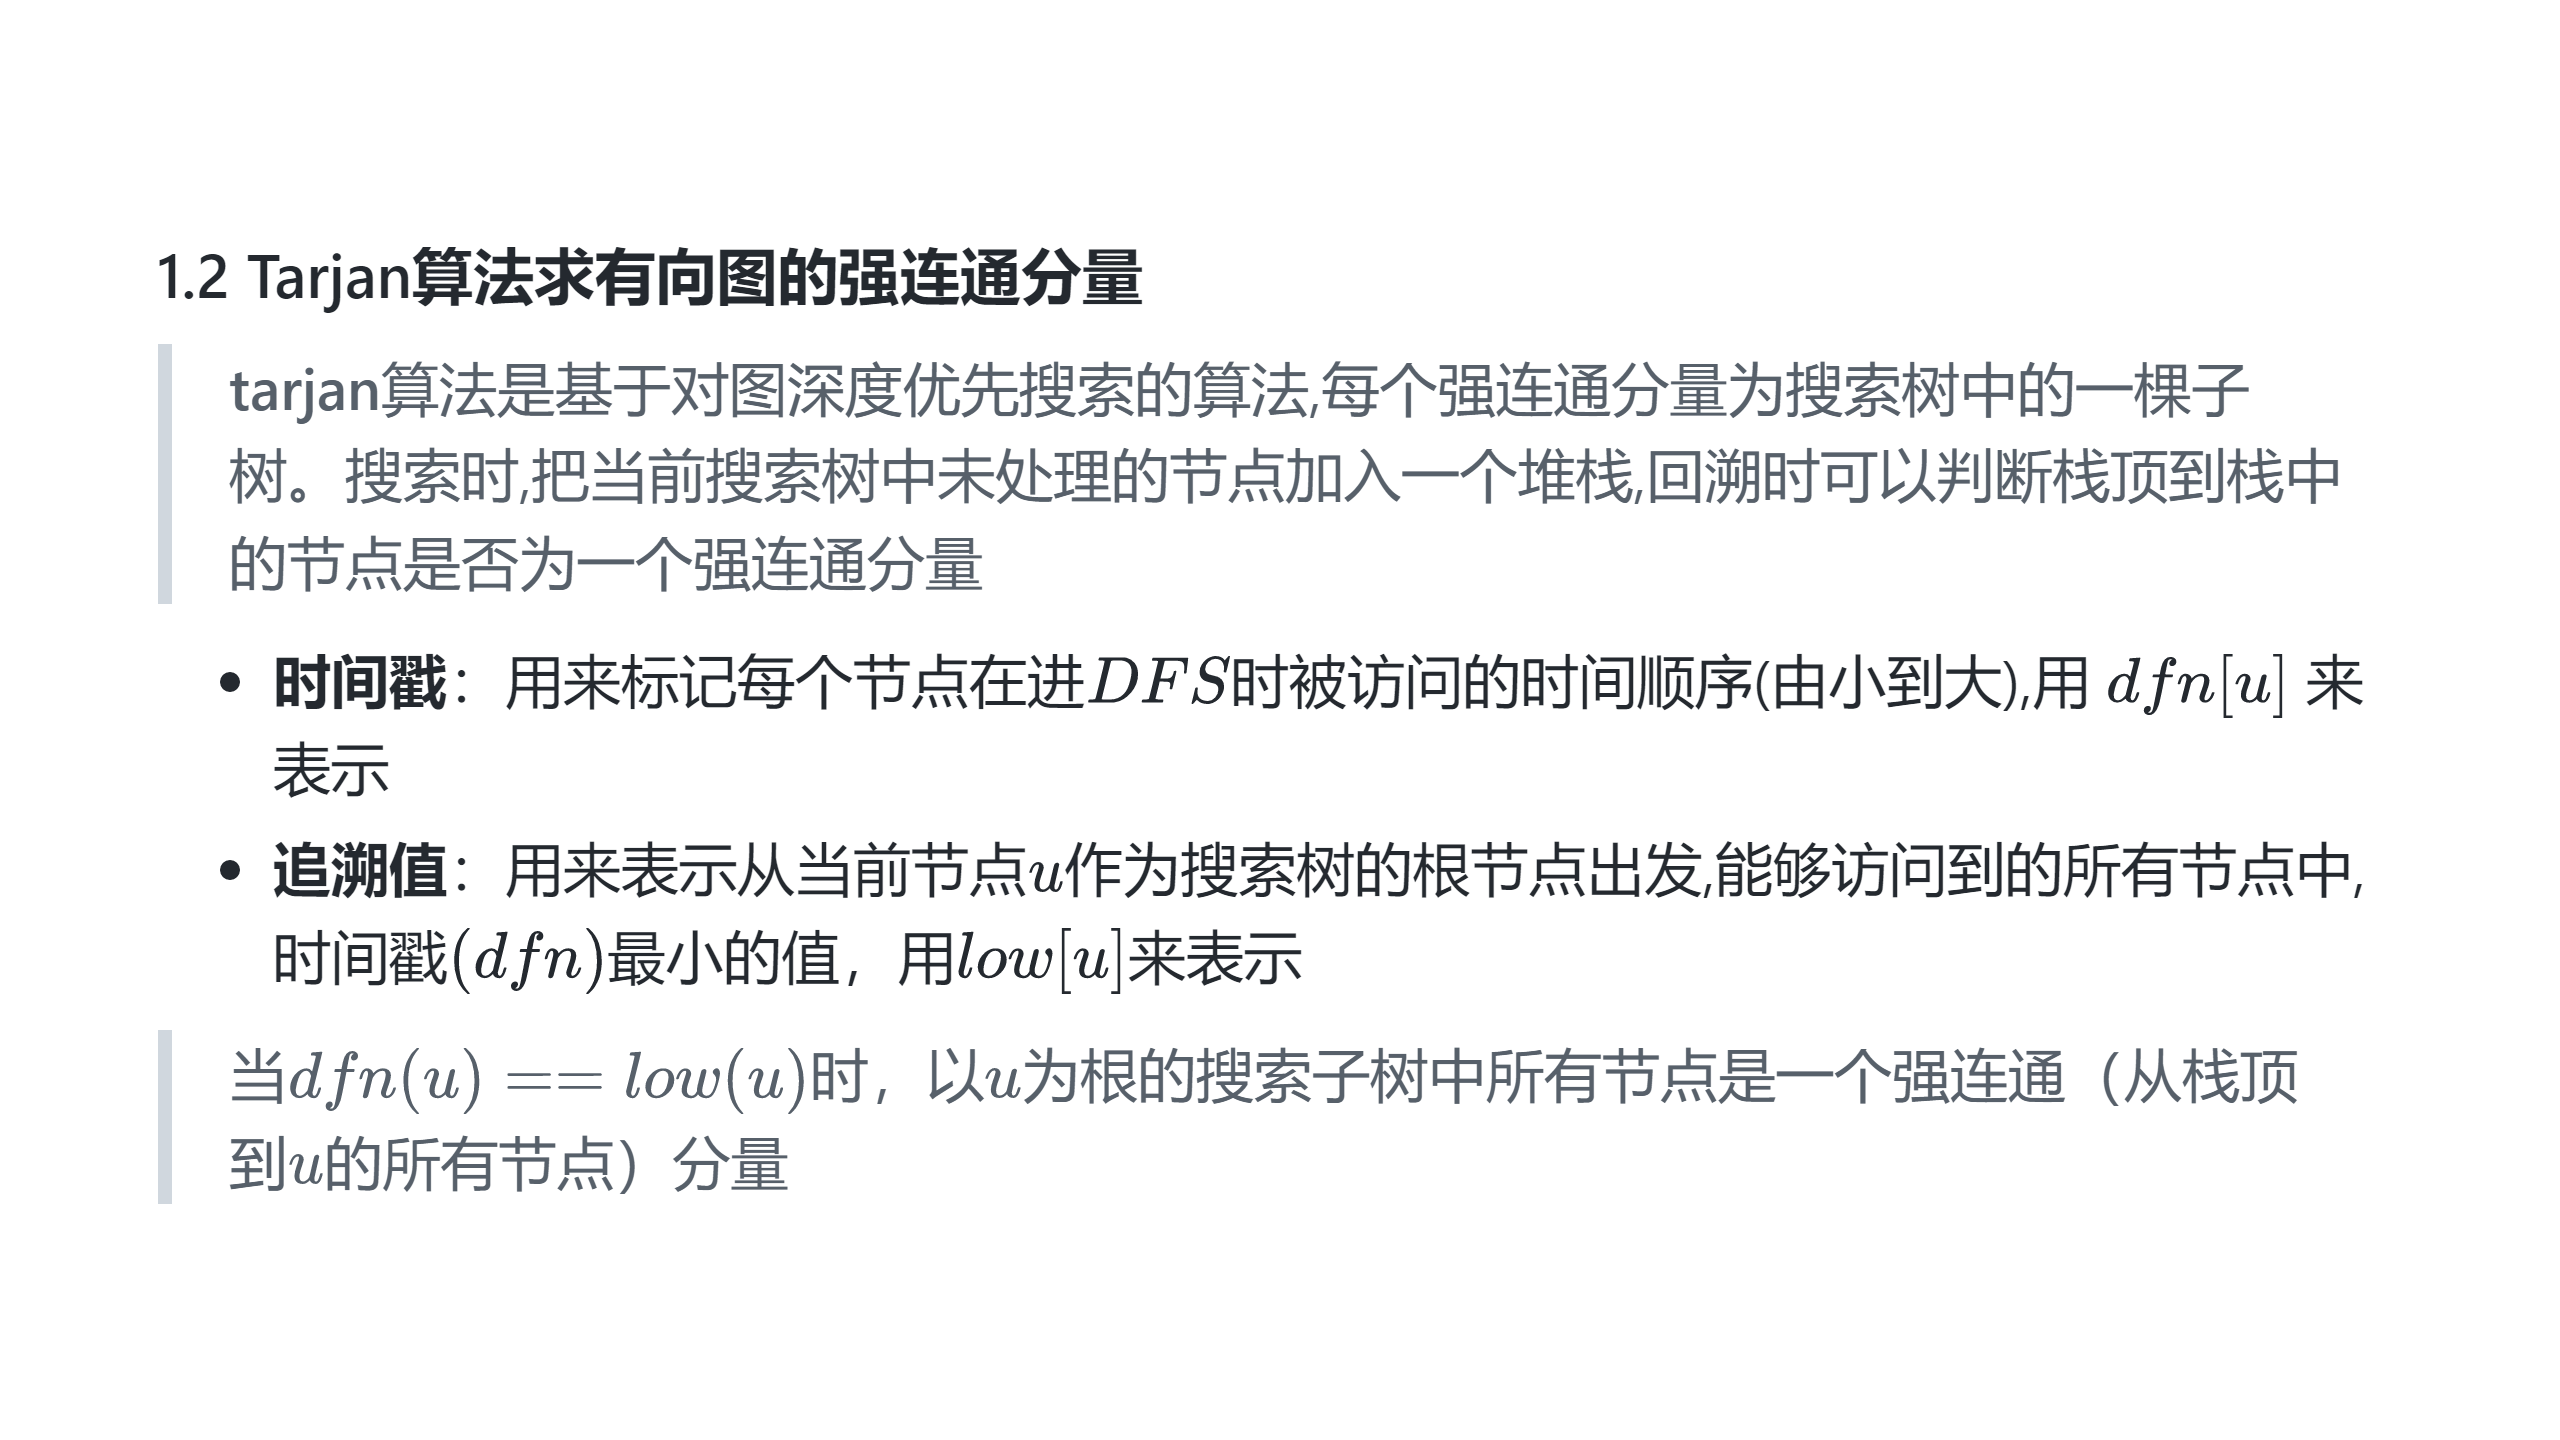 1.2 Tarjan算法求有向图的强连通分量
tarjan算法是基于对图深度优先搜索的算法,每个强连通分量为搜索树中的一棵子
树。搜索时,把当前搜索树中未处理的节点加入一个堆栈,回溯时可以判断栈顶到栈中
的节点是否为一个强连通分量
• 时间戳：用来标记每个节点在进DFS时被访问的时间顺序(由小到大),用 dfn[u] 来
表示
• 追溯值：用来表示从当前节点u作为搜索树的根节点出发,能够访问到的所有节点中,
时间戳(dfn)最小的值，用low[u]来表示
当dfn(u) == low(u)时，以u为根的搜索子树中所有节点是一个强连通（从栈顶
到u的所有节点）分量